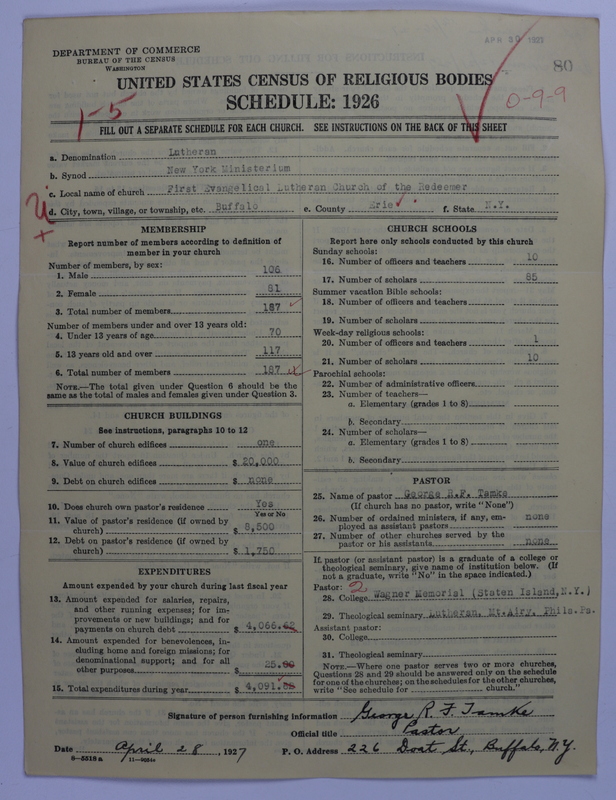 APR 30 1927
DEPARTMENT OF COMMERCE
BUREAU OF THE CENSUS
WASHINGTON
80
UNITED STATES CENSUS OF RELIGIOUS BODIES
SCHEDULE: 1926
1-5
0-9-9
FILL OUT A SEPARATE SCHEDULE FOR EACH CHURCH. SEE INSTRUCTIONS ON THE BACK OF THIS SHEET
a. Denomination Lutheran
b. Synod New York Ministerium
c. Local name of church First Evangelical Lutheran Church of the Redeemer
d. City, town, village, or township, etc. Buffalo e. County Erie f. State N.Y.
MEMBERSHIP
Report number of members according to definition of
member in your church
Number of members, by sex:
1. Male 106
2. Female 81
3. Total number of members 187
Number of members under and over 13 years old:
4. Under 13 years of age 70
5. 13 years old and over 117
6. Total number of members 187
NOTE.—The total given under Question 6 should be the
same as the total of males and females given under Question 3.
CHURCH BUILDINGS
See instructions, paragraphs 10 to 12
7. Number of church edifices one
8. Value of church edifices $ 20,000
9. Debt on church edifices $ none
10. Does church own pastor's residence Yes
Yes or No
11. Value of pastor's residence (if owned by
church) $ 8,500
12. Debt on pastor's residence (if owned by
church) $ 1,750
EXPENDITURES
Amount expended by your church during last fiscal year
13. Amount expended for salaries, repairs,
and other running expenses; for im-
provements or new buildings; and for
payments on church debt $ 4,066.62
14. Amount expended for benevolences, in-
cluding home and foreign missions; for
denominational support; and for all
other purposes 25.
15. Total expenditures during year $ 4,091.
CHURCH SCHOOLS
Report here only schools conducted by this church
Sunday schools:
16. Number of officers and teachers 10
17. Number of scholars 85
Summer vacation Bible schools:
18. Number of officers and teachers
19. Number of scholars
Week-day religious schools:
20. Number of officers and teachers 1
21. Number of scholars 10
Parochial schools:
22. Number of administrative officers
23. Number of teachers—
a. Elementary (grades 1 to 8)
b. Secondary
24. Number of scholars—
a. Elementary (grades 1 to 8)
b. Secondary
PASTOR
25. Name of pastor George R.F. Tamke
(If church has no pastor, write "None")
26. Number of ordained ministers, if any, em-
ployed as assistant pastors none
27. Number of other churches served by the
pastor or his assistants none
If pastor (or assistant pastor) is a graduate of a college or
theological seminary, give name of institution below. (If
not a graduate, write "No" in the space indicated.)
Pastor: 2
28. College Wagner Memorial (Staten Island,N.Y.)
29. Theological seminary Lutheran, Mt.Airy, Phila.Pa.
Assistant pastor:
30. College
31. Theological seminary
NOTE.—Where one pastor serves two or more churches,
Questions 28 and 29 should be answered only on the schedule
for one of the churches; on the schedules for the other churches,
write "See schedule for church."
Signature of person furnishing information George R. F. Tamke
Official title Pastor
Date April 28, 1927 P. O. Address 226 Doat St., Buffalo, N.Y.
8—5518a 11—9884a